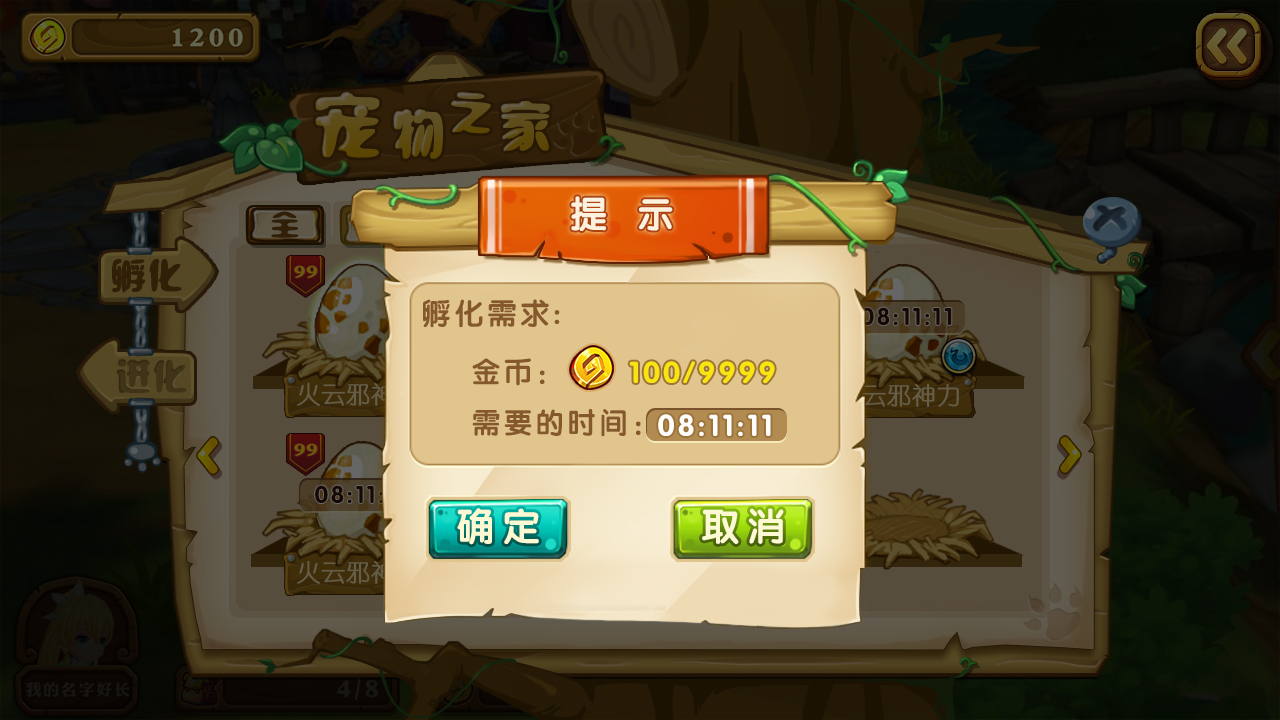 1200
宠物之家
提 示
全
孵化
99
孵化需求:
08:11:11
金币: 100/9999
进化
火云邪神
云邪神力
需要的时间: 08:11:11
99
08:11:
确定
取消
火云邪神
我的名字好长
4/8